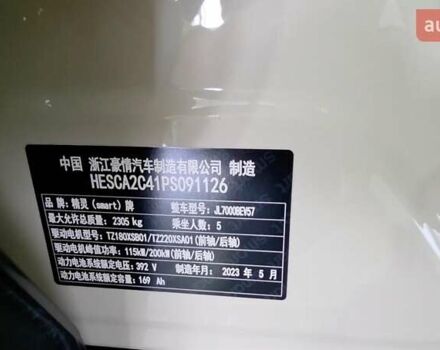 au
中国 浙江豪情汽车制造有限公司 制造
HESCA2C41PS091126
品牌：精灵（smart）牌 整车型号：JL7000BEV57
最大允许总质量：2305 kg 乘坐人数：5
驱动电机型号：TZ180XSB01/TZ220XSA01(前轴/后轴)
驱动电机峰值功率：115kW/200kW(前轴/后轴)
动力电池系统额定电压：392 V 制造年月：2023 年 5 月
动力电池系统额定容量：169 Ah